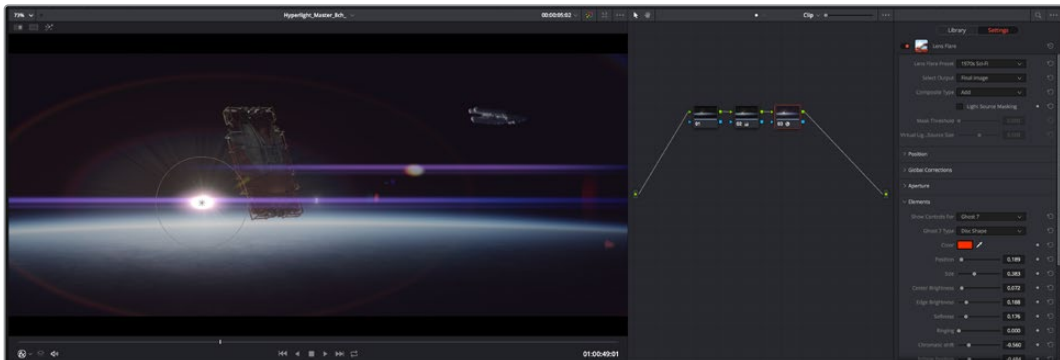 73%
Hyperlight_Master_8ch_
00:00:05:02
Clip
Library
Settings
Lens Flare
Lens Flare Preset 1970s Sci-Fi
Select Output Final Image
Composite Type Add
Light Source Masking
Mask Threshold
Position
Global Corrections
Aperture
Elements
Show Controls For Ghost 7
Ghost 7 Type Disc Shape
Color
Position 0.189
Size 0.383
Center Brightness 0.072
Edge Brightness 0.188
Softness 0.176
Ringing 0.000
Chromatic Shift -0.560
01:00:49:01